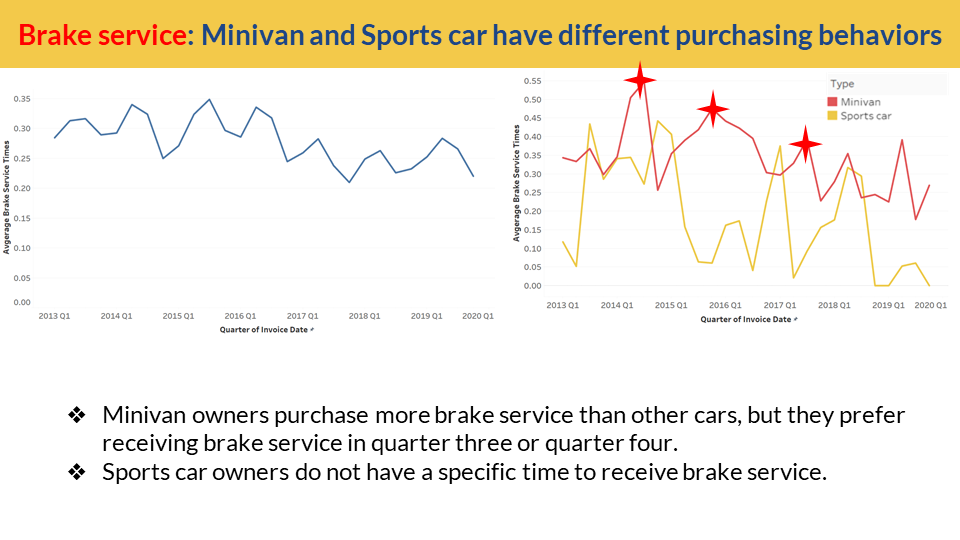 Brake service: Minivan and Sports car have different purchasing behaviors
Avgerage Brake Service Times
0.35
0.30
0.25
0.20
0.15
0.10
0.05
0.00
2013 Q1 2014 Q1 2015 Q1 2016 Q1 2017 Q1 2018 Q1 2019 Q1 2020 Q1
Quarter of Invoice Date
Avgerage Brake Service Times
0.55
0.50
0.45
0.40
0.35
0.30
0.25
0.20
0.15
0.10
0.05
0.00
Type
Minivan
Sports car
2013 Q1 2014 Q1 2015 Q1 2016 Q1 2017 Q1 2018 Q1 2019 Q1 2020 Q1
Quarter of Invoice Date
❖ Minivan owners purchase more brake service than other cars, but they prefer
receiving brake service in quarter three or quarter four.
❖ Sports car owners do not have a specific time to receive brake service.